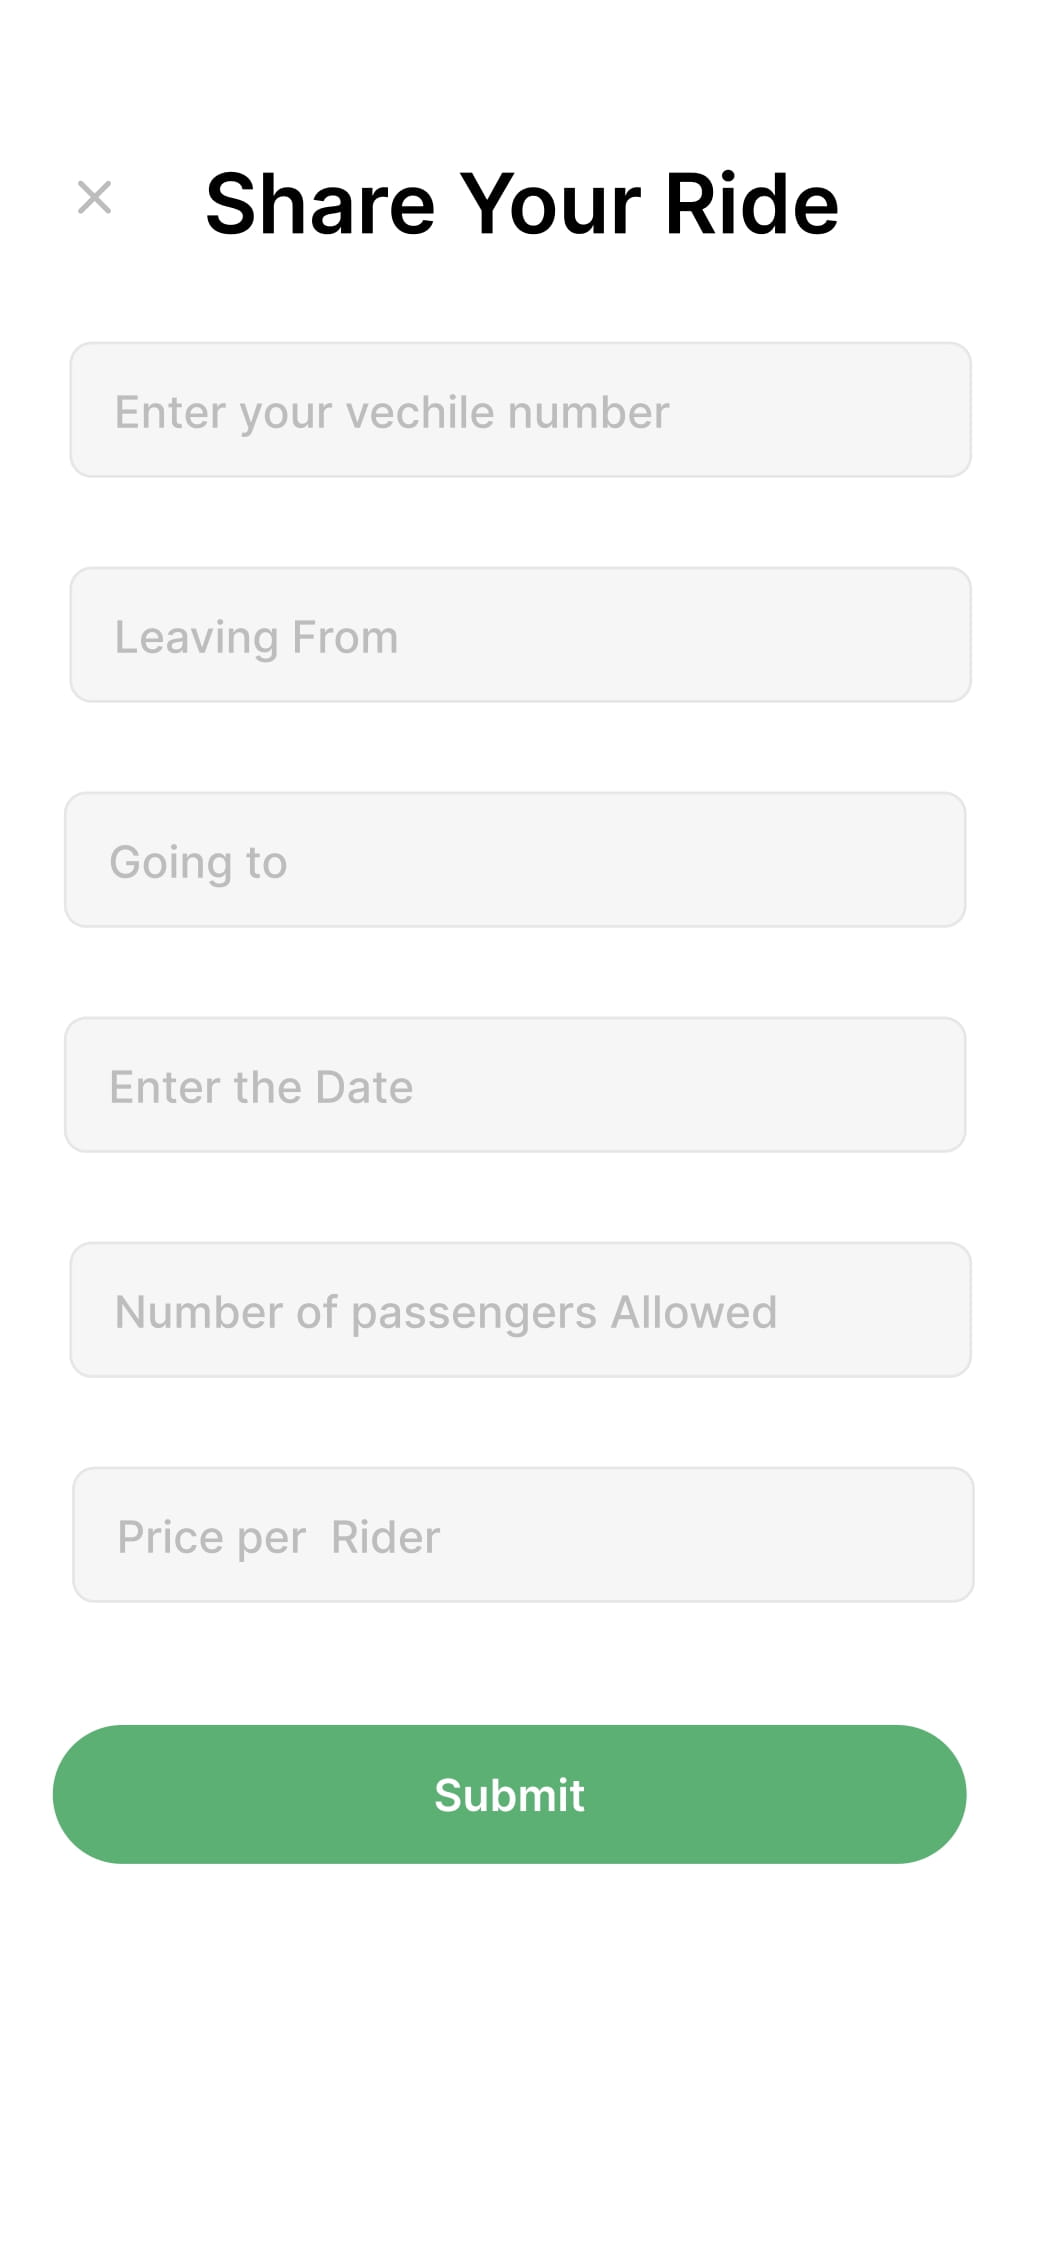 Share Your Ride
Enter your vechile number
Leaving From
Going to
Enter the Date
Number of passengers Allowed
Price per  Rider
Submit